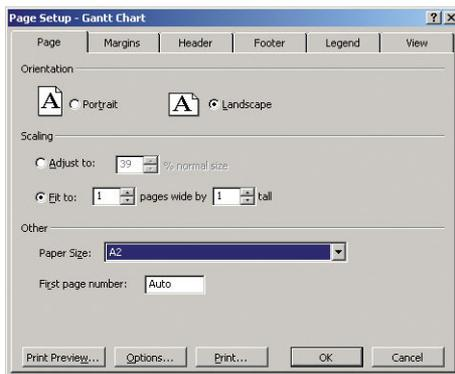 Page Setup - Gantt Chart
Page Margins Header Footer Legend View
Orientation
A Portrait A Landscape
Scaling
Adjust to: 39 % normal size
Fit to: 1 pages wide by 1 tall
Other
Paper Size: A2
First page number: Auto
Print Preview... Options... Print... OK Cancel